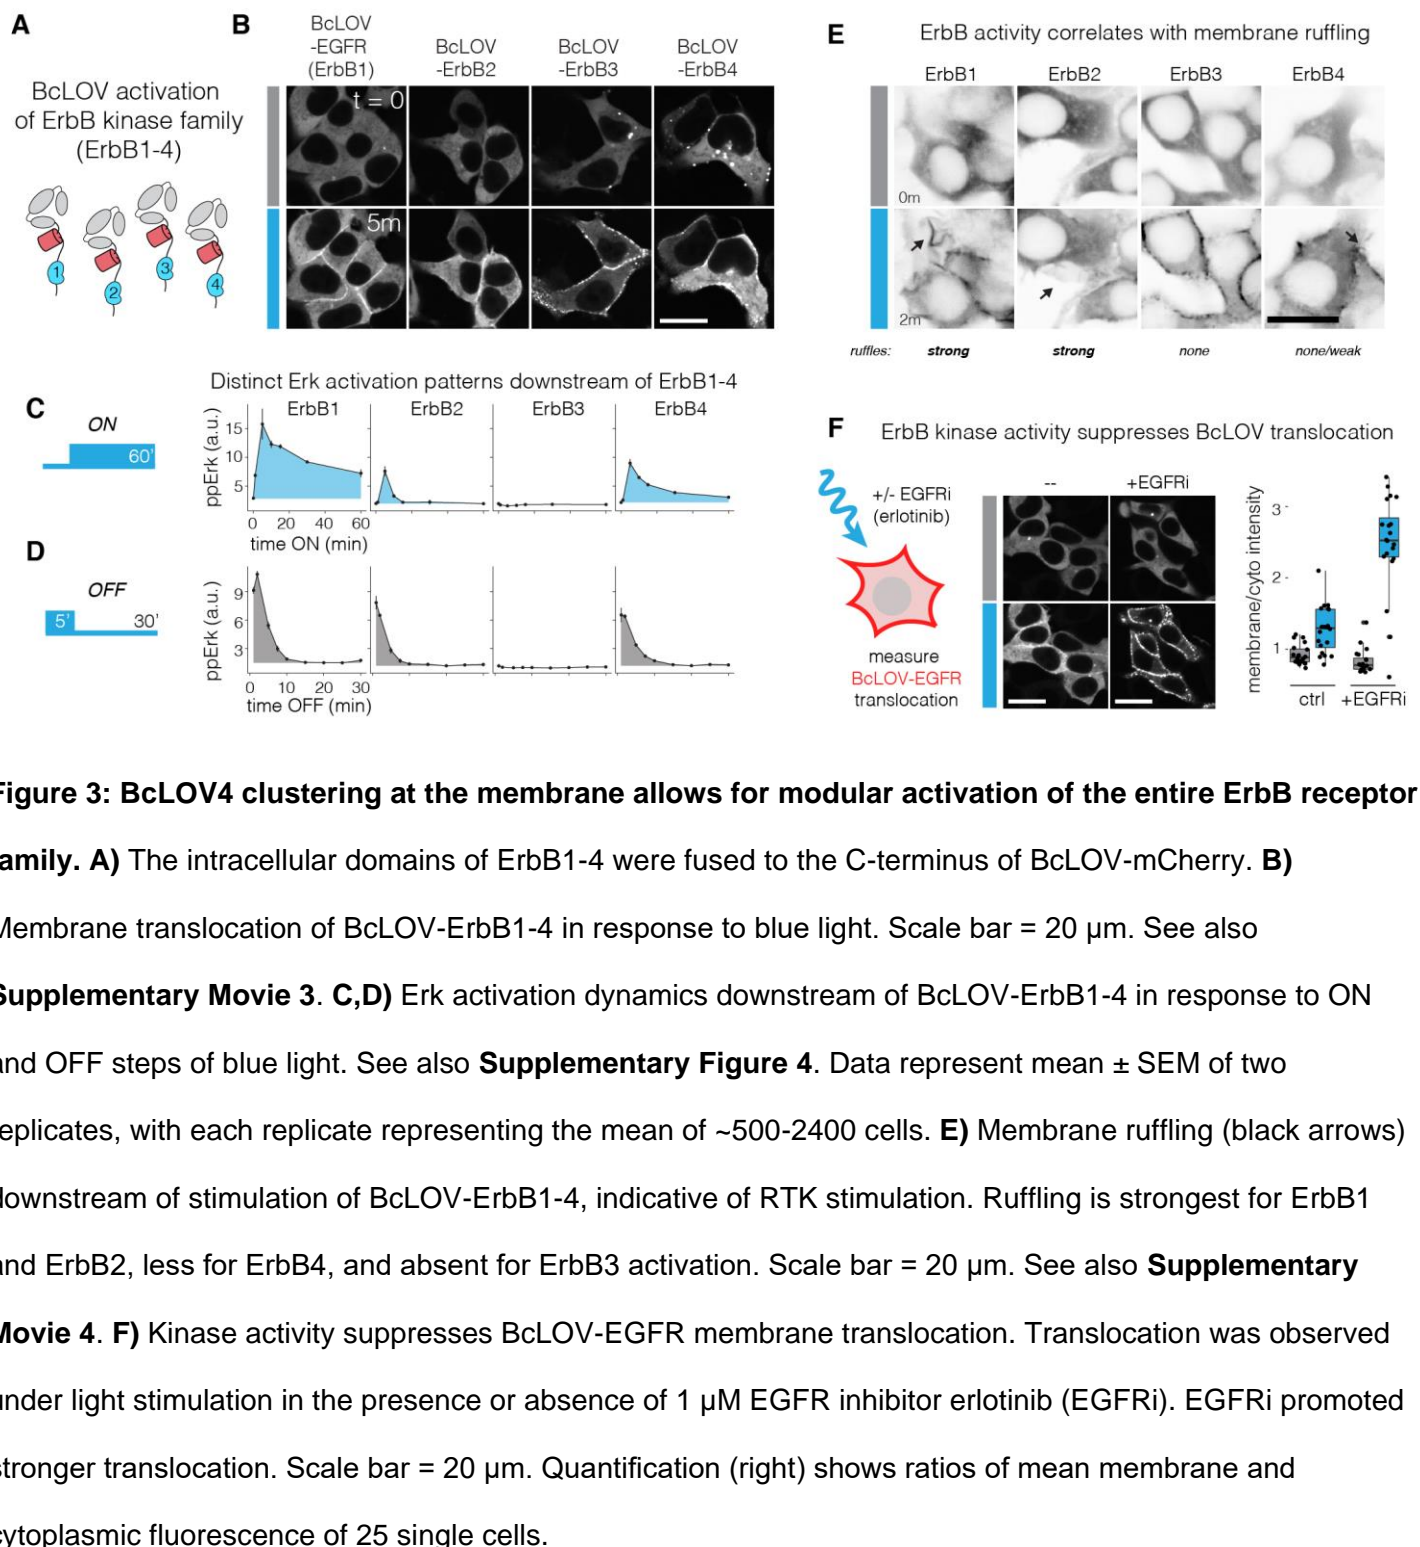 A
BcLOV activation
of ErbB kinase family
(ErbB1-4)
1
2
3
4
B
BcLOV
-EGFR
(ErbB1)
BcLOV
-ErbB2
BcLOV
-ErbB3
BcLOV
-ErbB4
t = 0
5m
E
ErbB activity correlates with membrane ruffling
ErbB1 ErbB2 ErbB3 ErbB4
0m
2m
ruffles: strong strong none none/weak
Distinct Erk activation patterns downstream of ErbB1-4
C
ON
60'
ppErk (a.u.)
15
10
5
ErbB1 ErbB2 ErbB3 ErbB4
0 20 40 60
time ON (min)
D
OFF
5' 30'
ppErk (a.u.)
9
6
3
0 10 20 30
time OFF (min)
F
ErbB kinase activity suppresses BcLOV translocation
+/- EGFRi
(erlotinib)
measure
BcLOV-EGFR
translocation
-- +EGFRi
membrane/cyto intensity
3
2
1
ctrl +EGFRi
Figure 3: BcLOV4 clustering at the membrane allows for modular activation of the entire ErbB receptor
family. A) The intracellular domains of ErbB1-4 were fused to the C-terminus of BcLOV-mCherry. B)
Membrane translocation of BcLOV-ErbB1-4 in response to blue light. Scale bar = 20 µm. See also
Supplementary Movie 3. C,D) Erk activation dynamics downstream of BcLOV-ErbB1-4 in response to ON
and OFF steps of blue light. See also Supplementary Figure 4. Data represent mean ± SEM of two
replicates, with each replicate representing the mean of ~500-2400 cells. E) Membrane ruffling (black arrows)
downstream of stimulation of BcLOV-ErbB1-4, indicative of RTK stimulation. Ruffling is strongest for ErbB1
and ErbB2, less for ErbB4, and absent for ErbB3 activation. Scale bar = 20 µm. See also Supplementary
Movie 4. F) Kinase activity suppresses BcLOV-EGFR membrane translocation. Translocation was observed
under light stimulation in the presence or absence of 1 µM EGFR inhibitor erlotinib (EGFRi). EGFRi promoted
stronger translocation. Scale bar = 20 µm. Quantification (right) shows ratios of mean membrane and
cytoplasmic fluorescence of 25 single cells.